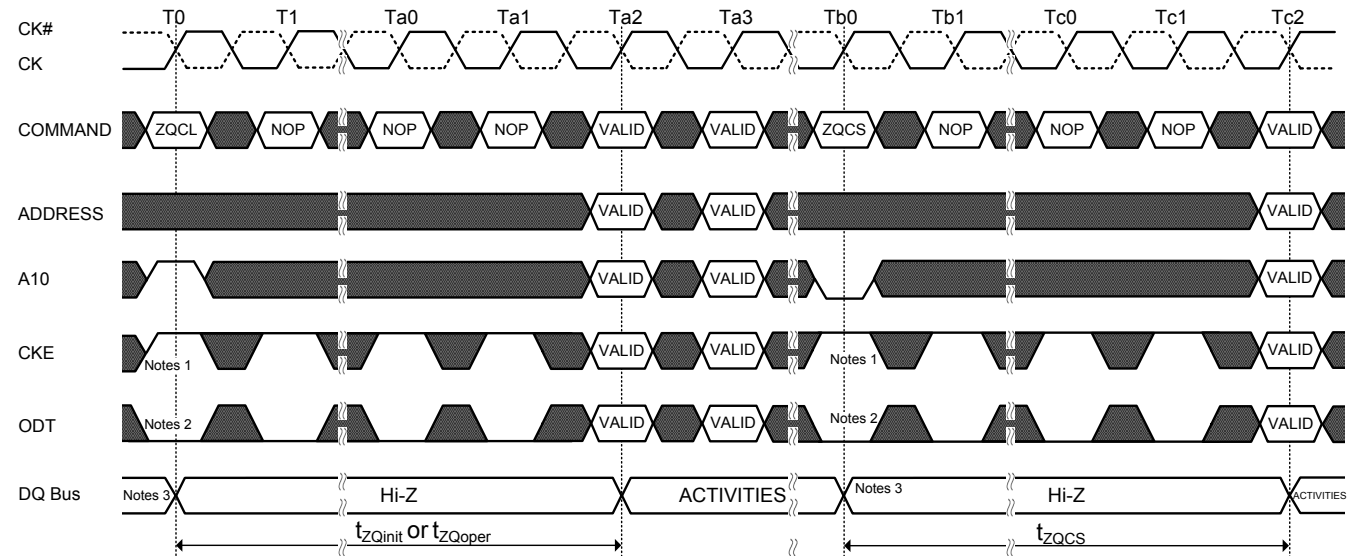 T0 T1 Ta0 Ta1 Ta2 Ta3 Tb0 Tb1 Tc0 Tc1 Tc2
CK#
CK
COMMAND ZQCL NOP NOP NOP VALID VALID ZQCS NOP NOP NOP VALID
ADDRESS VALID VALID VALID
A10 VALID VALID VALID
CKE Notes 1 VALID VALID Notes 1 VALID
ODT Notes 2 VALID VALID Notes 2 VALID
DQ Bus Notes 3 Hi-Z ACTIVITIES Notes 3 Hi-Z ACTIVITIES
tZQinit or tZQoper tZQCS